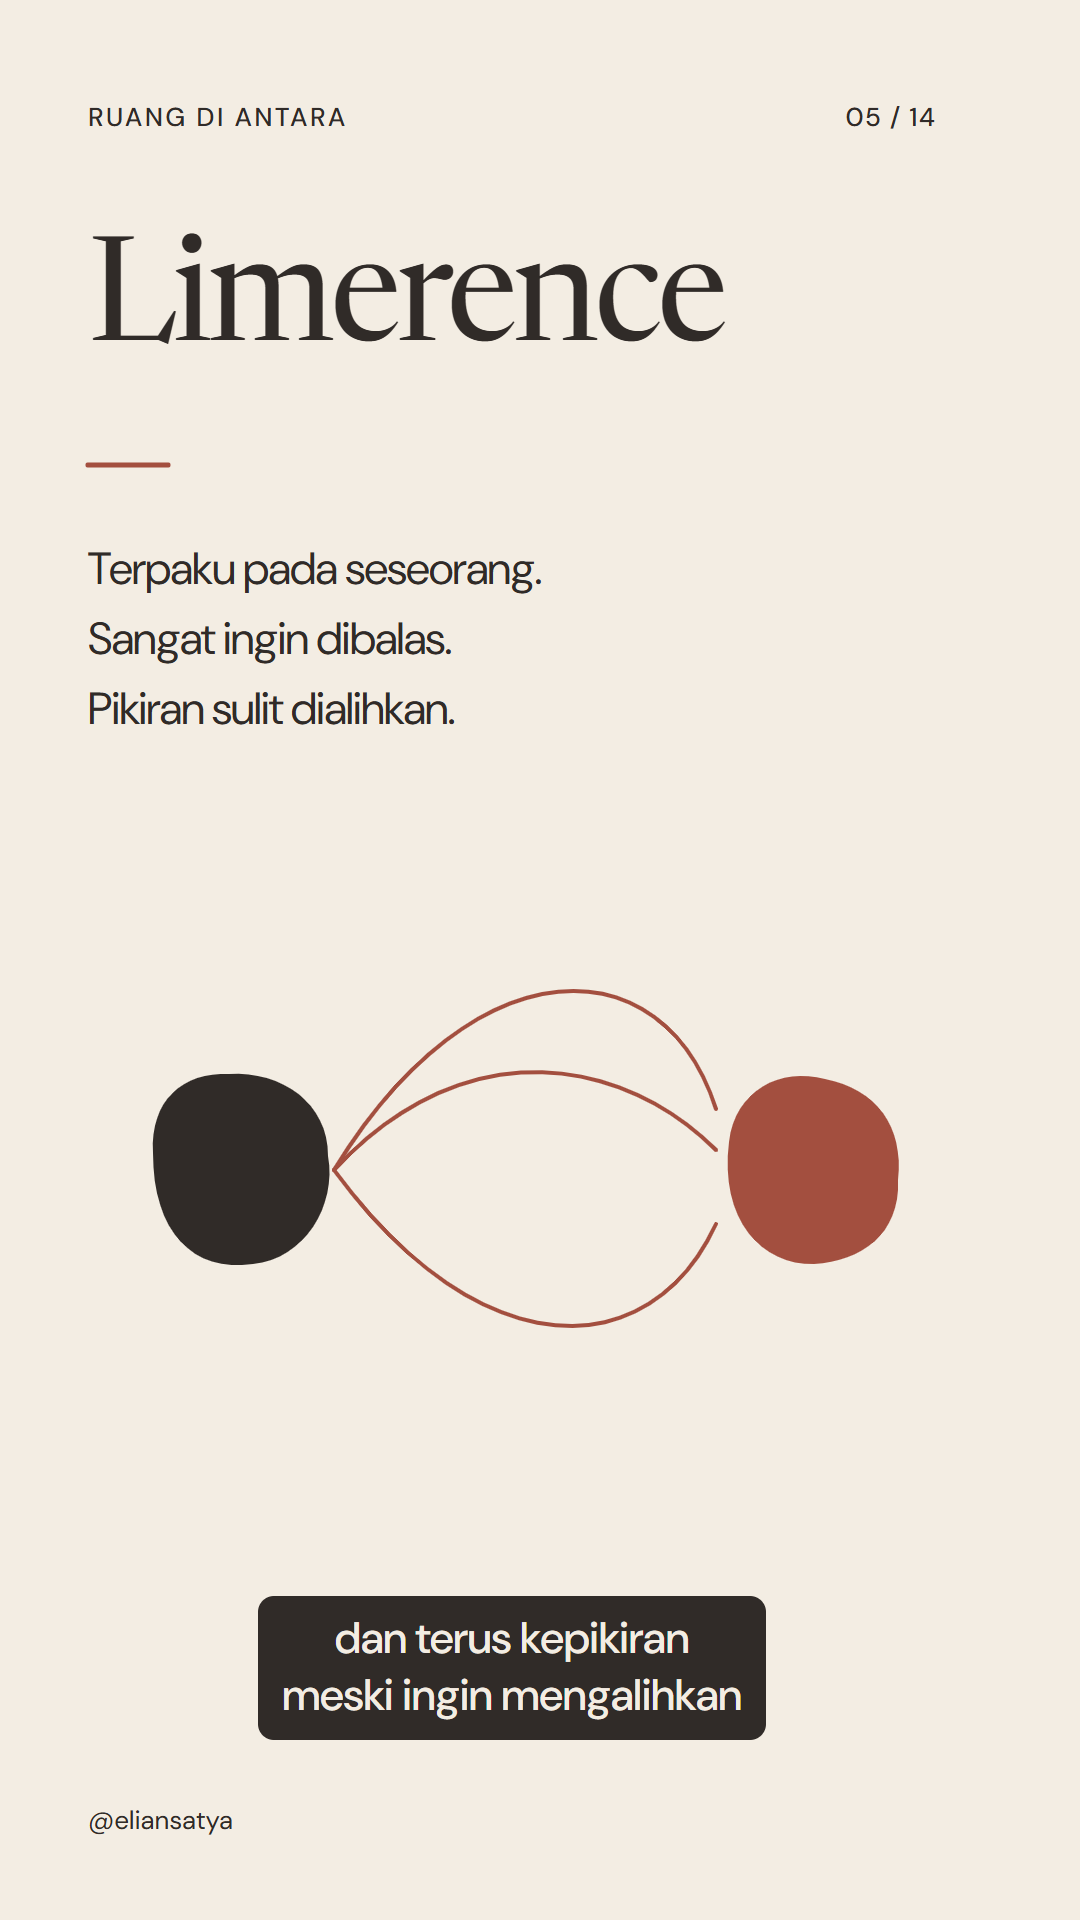 RUANG DI ANTARA
05 / 14
Limerence
Terpaku pada seseorang.
Sangat ingin dibalas.
Pikiran sulit dialihkan.
dan terus kepikiran
meski ingin mengalihkan
@eliansatya